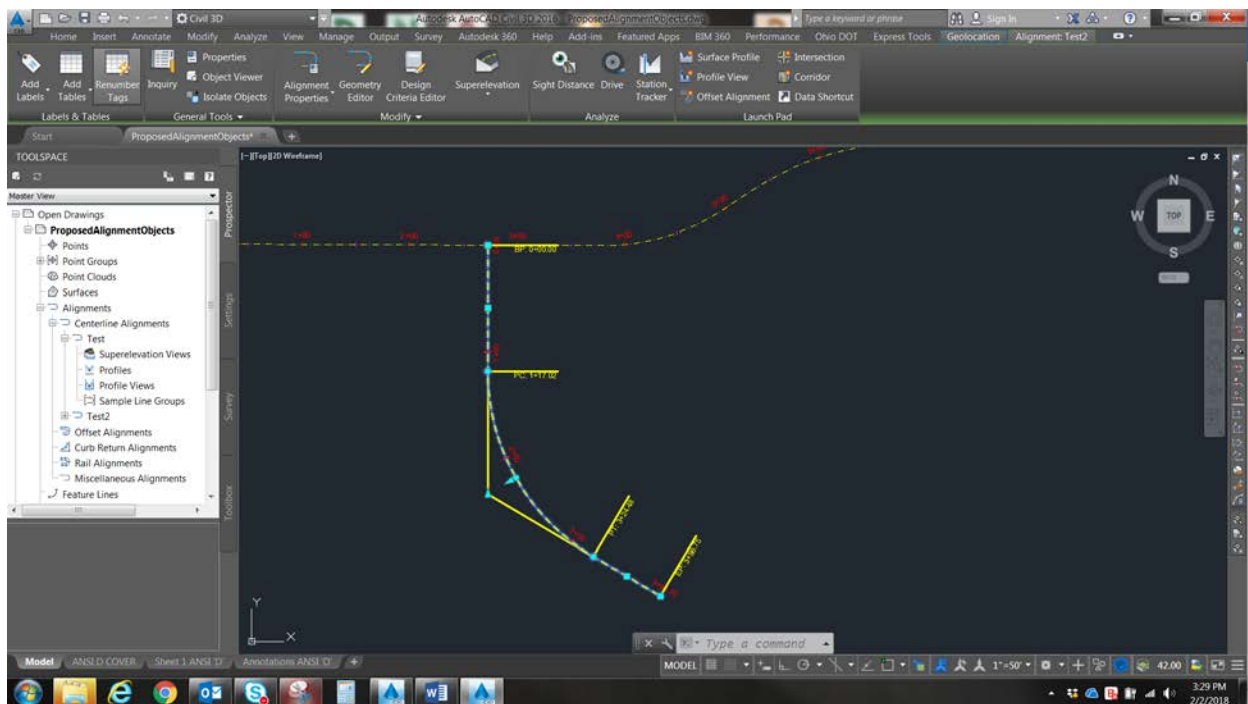 Civil 3D
Autodesk AutoCAD Civil 3D 2016 ProposedAlignmentObjects.dwg
Type a keyword or phrase
Sign In
Home Insert Annotate Modify Analyze View Manage Output Survey Autodesk 360 Help Add-ins Featured Apps BIM 360 Performance Ohio DOT Express Tools Geolocation Alignment: Test2
Add Labels
Add Tables
Renumber Tags
Inquiry
Properties
Object Viewer
Isolate Objects
Alignment Properties
Geometry Editor
Design Criteria Editor
Superelevation
Sight Distance
Drive
Station Tracker
Surface Profile
Profile View
Offset Alignment
Intersection
Corridor
Data Shortcut
Labels & Tables
General Tools
Modify
Analyze
Launch Pad
Start
ProposedAlignmentObjects*
TOOLSPACE
Master View
Open Drawings
ProposedAlignmentObjects
Points
Point Groups
Point Clouds
Surfaces
Alignments
Centerline Alignments
Test
Superelevation Views
Profiles
Profile Views
Sample Line Groups
Test2
Offset Alignments
Curb Return Alignments
Rail Alignments
Miscellaneous Alignments
Feature Lines
Prospector
Settings
Survey
Toolbox
[-][Top][2D Wireframe]
N
W
TOP
E
S
BP: 0+00.00
PC: 1+17.02
Y
X
Type a command
Model
ANSI D COVER
Sheet 1 ANSI 'D'
Annotations ANSI 'D'
MODEL
1"=50'
42.00
3:29 PM
2/2/2018